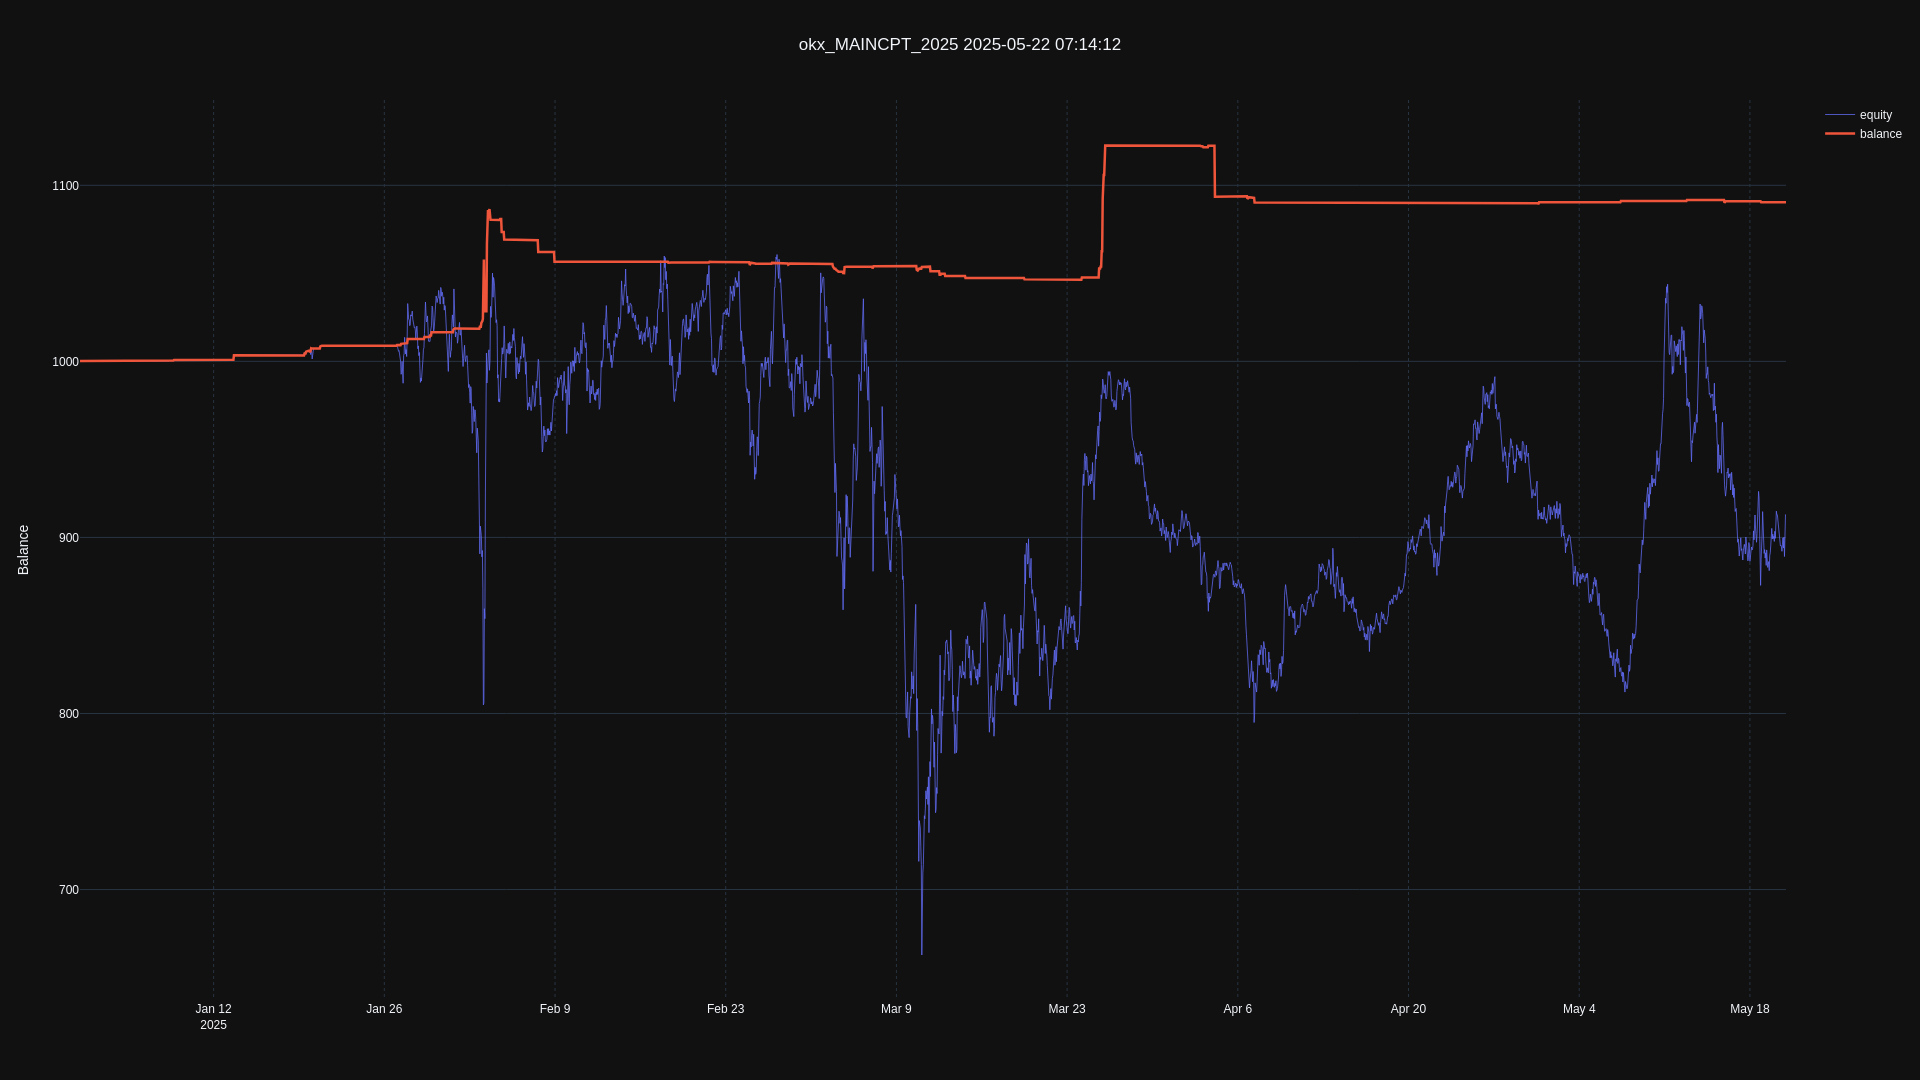 okx_MAINCPT_2025 2025-05-22 07:14:12
equity
balance
1100
1000
900
800
700
Balance
Jan 12
2025
Jan 26
Feb 9
Feb 23
Mar 9
Mar 23
Apr 6
Apr 20
May 4
May 18